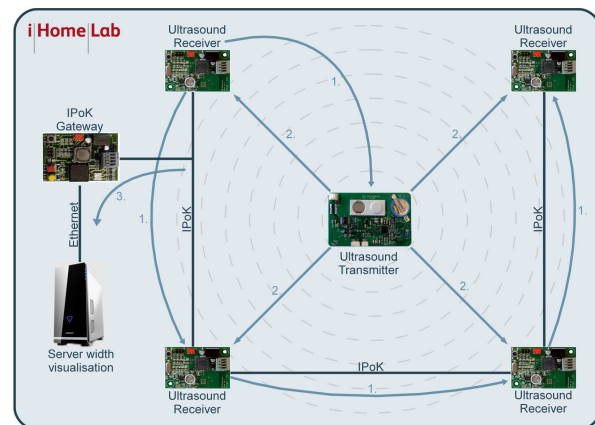 i Home Lab
Ultrasound
Receiver
Ultrasound
Receiver
1.
IPoK
Gateway
2.
2.
3.
1.
IPoK
Ethernet
IPoK
1.
Ultrasound
Transmitter
2.
2.
Server width
visualisation
IPoK
1.
Ultrasound
Receiver
Ultrasound
Receiver